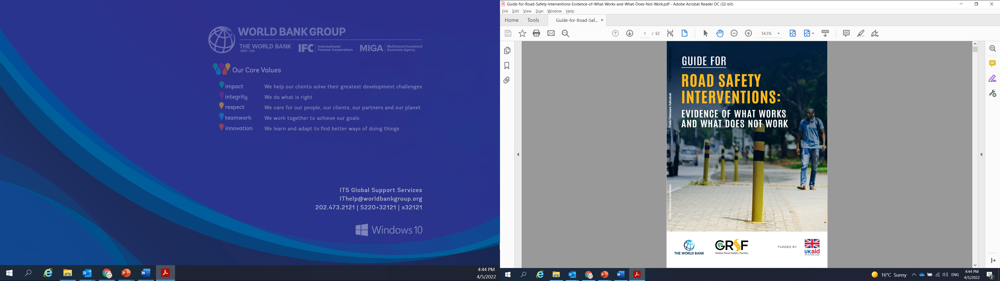 WORLD BANK GROUP
THE WORLD BANK
IBRD • IDA
IFC
International
Finance Corporation
MIGA
Multilateral Investment
Guarantee Agency
Our Core Values
impact We help our clients solve their greatest development challenges
integrity We do what is right
respect We care for our people, our clients, our partners and our planet
teamwork We work together to achieve our goals
innovation We learn and adapt to find better ways of doing things
ITS Global Support Services
IThelp@worldbankgroup.org
202.473.2121 | 5220+32121 | x32121
Windows 10
4:44 PM
4/5/2022
Guide-for-Road-Safety-Interventions-Evidence-of-What-Works-and-What-Does-Not-Work.pdf - Adobe Acrobat Reader DC (32-bit)
File Edit View Sign Window Help
Home Tools Guide-for-Road-Saf... ×
1 / 62 54.5%
Public Disclosure Authorized
Public Disclosure Authorized
Public Disclosure Authorized
Public Disclosure Authorized
GUIDE FOR
ROAD SAFETY
INTERVENTIONS:
EVIDENCE OF WHAT WORKS
AND WHAT DOES NOT WORK
THE WORLD BANK
GRSF
Global Road Safety Facility
FUNDED BY
UKaid
from the British people
16°C Sunny
ENG
4:44 PM
4/5/2022
2